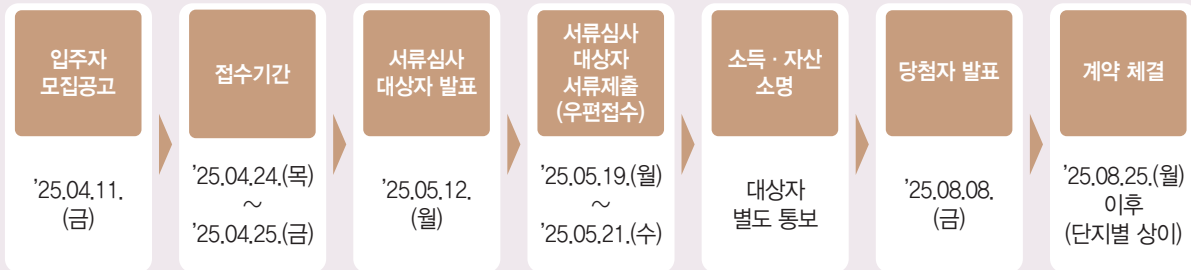 입주자
모집공고
'25.04.11.
(금)
접수기간
'25.04.24.(목)
~
'25.04.25.(금)
서류심사
대상자 발표
'25.05.12.
(월)
서류심사
대상자
서류제출
(우편접수)
'25.05.19.(월)
~
'25.05.21.(수)
소득 · 자산
소명
대상자
별도 통보
당첨자 발표
'25.08.08.
(금)
계약 체결
'25.08.25.(월)
이후
(단지별 상이)